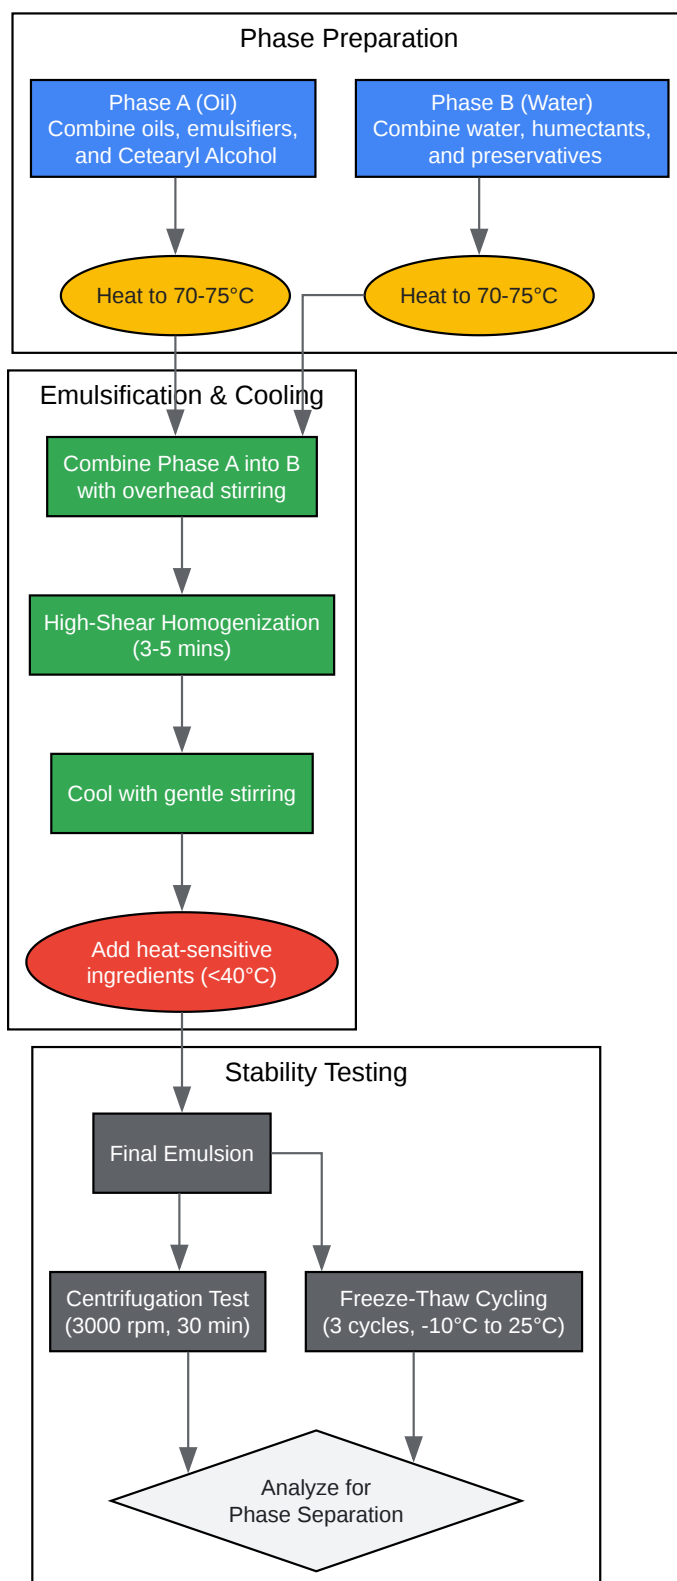 Phase Preparation
Phase A (Oil)
Combine oils, emulsifiers,
and Cetearyl Alcohol
Phase B (Water)
Combine water, humectants,
and preservatives
Heat to 70-75°C
Heat to 70-75°C
Emulsification & Cooling
Combine Phase A into B
with overhead stirring
High-Shear Homogenization
(3-5 mins)
Cool with gentle stirring
Add heat-sensitive
ingredients (<40°C)
Stability Testing
Final Emulsion
Centrifugation Test
(3000 rpm, 30 min)
Freeze-Thaw Cycling
(3 cycles, -10°C to 25°C)
Analyze for
Phase Separation